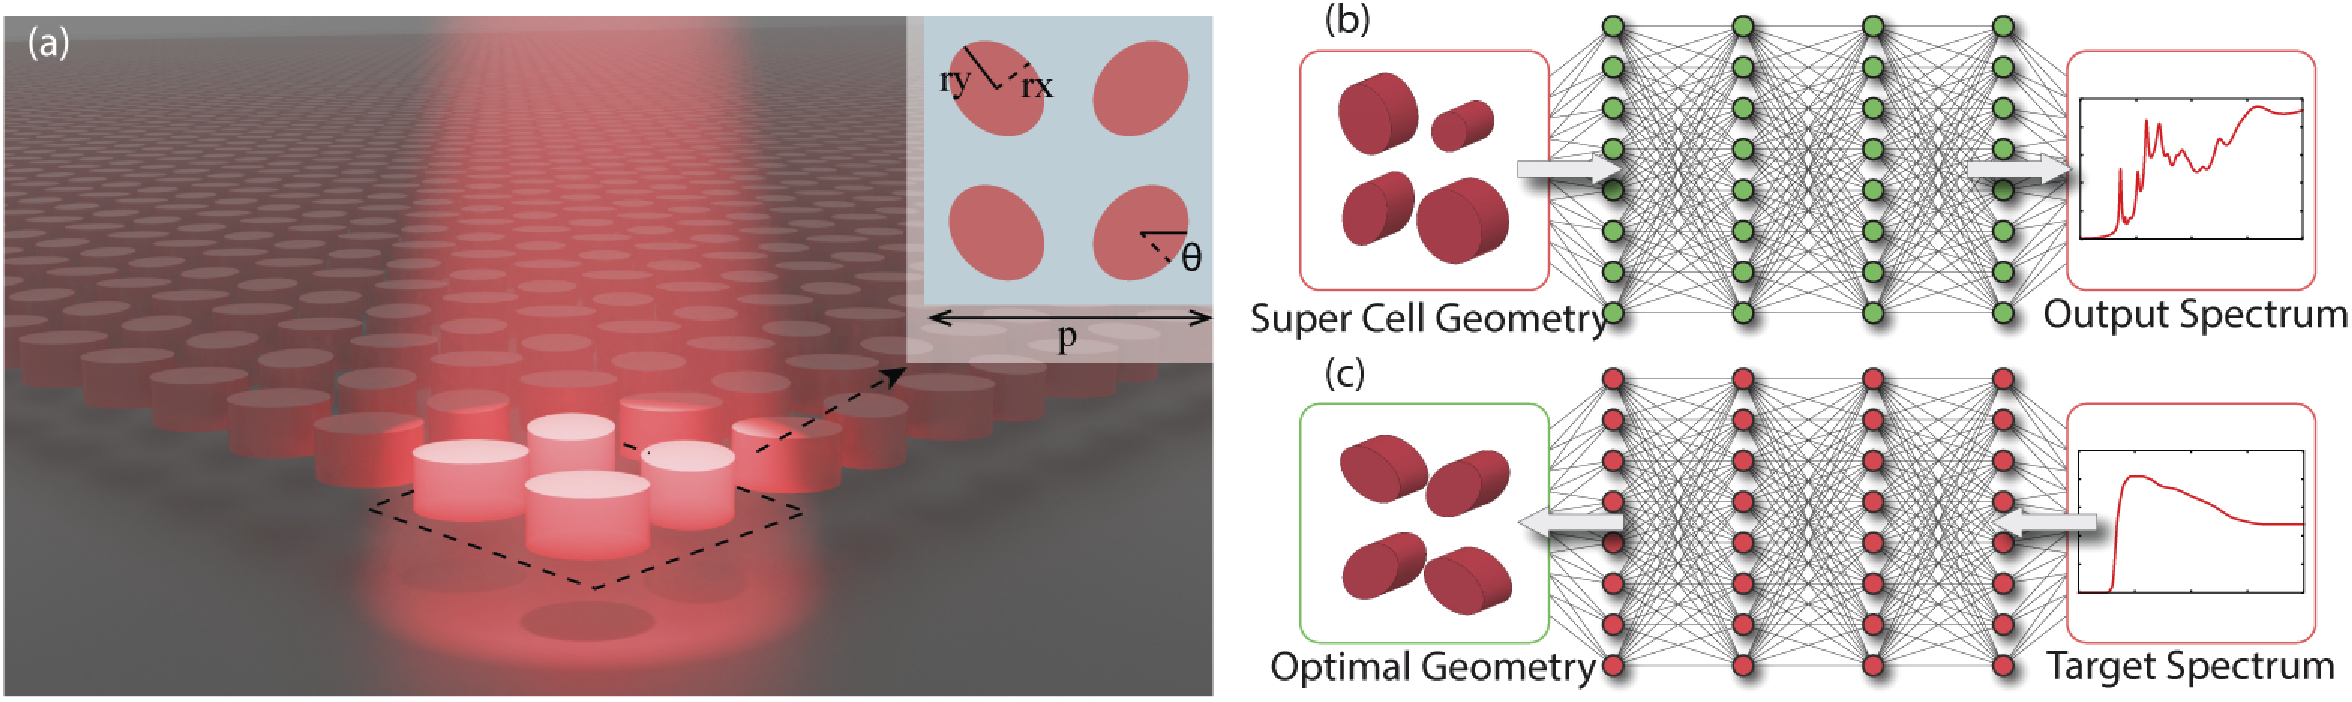 (a)
ry
rx
θ
p
(b)
Super Cell Geometry
Output Spectrum
(c)
Optimal Geometry
Target Spectrum